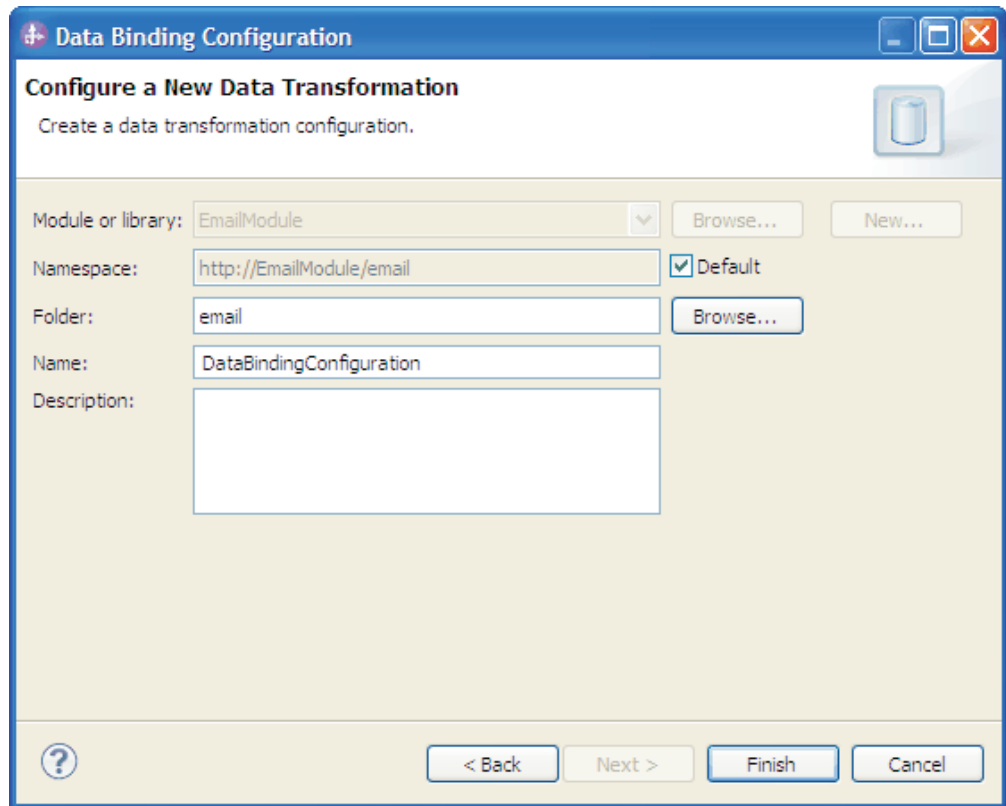 Data Binding Configuration
Configure a New Data Transformation
Create a data transformation configuration.
Module or library: EmailModule Browse... New...
Namespace: http://EmailModule/email Default
Folder: email Browse...
Name: DataBindingConfiguration
Description:
? < Back Next > Finish Cancel